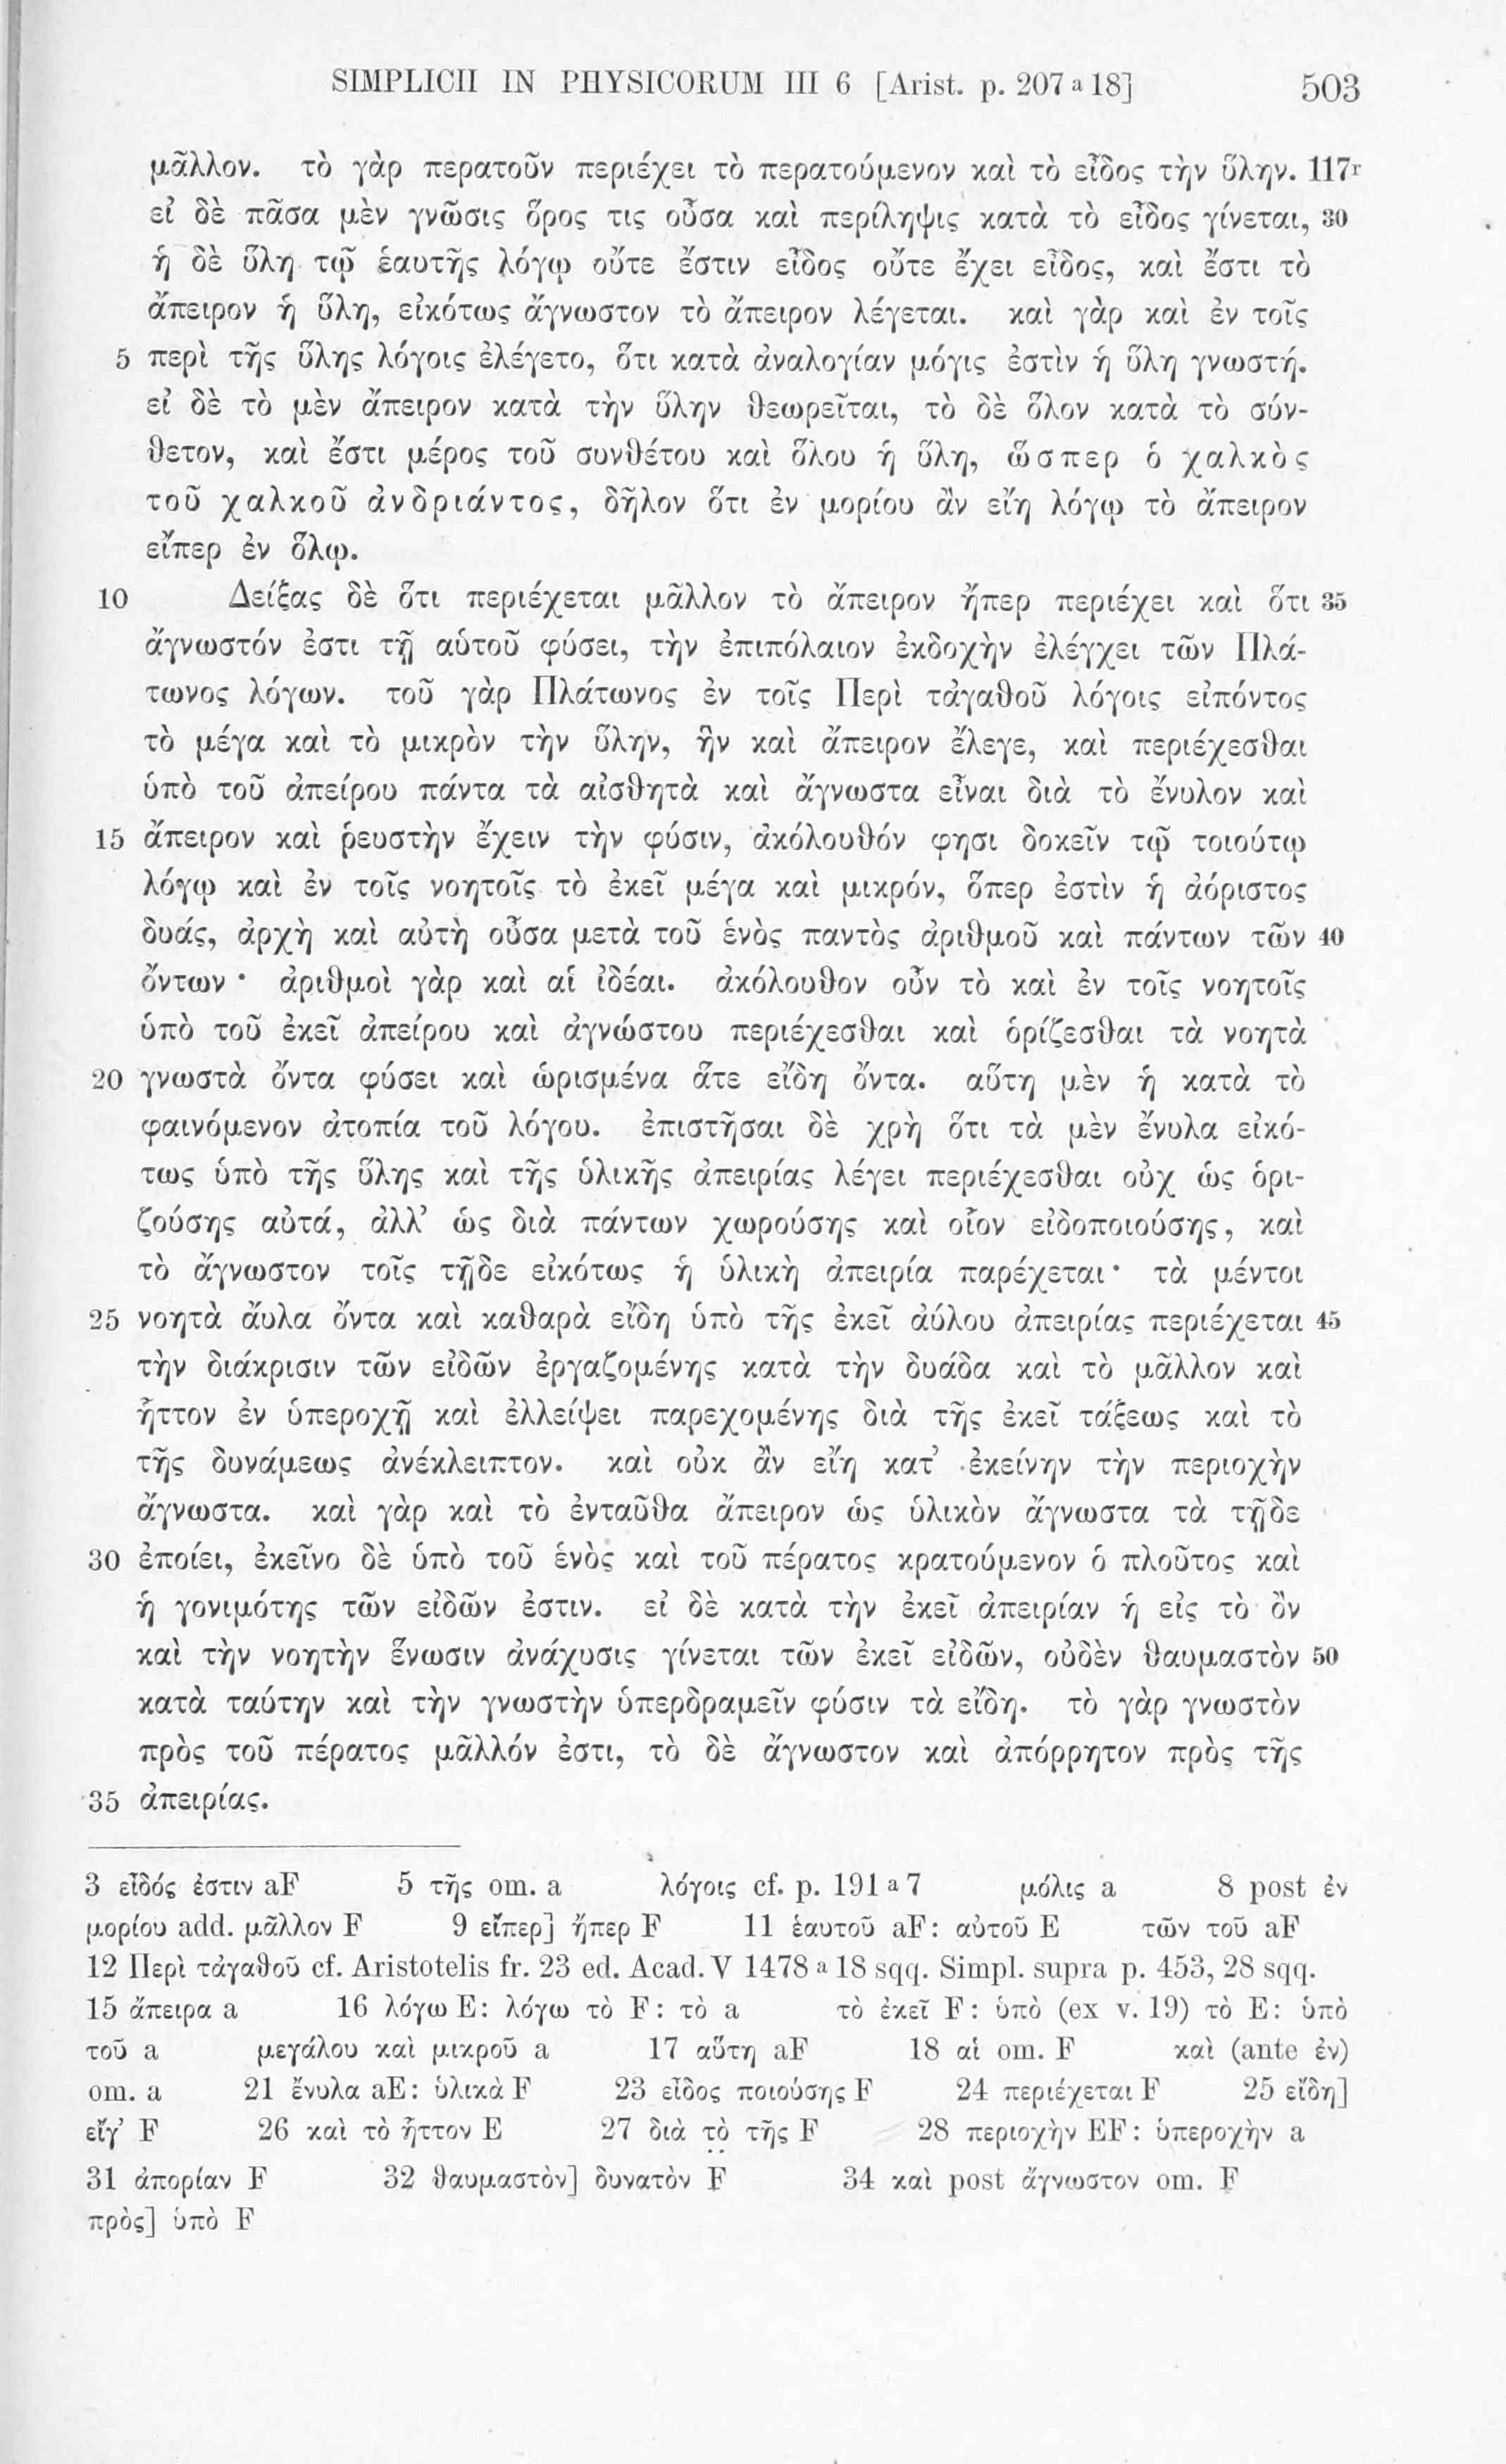 SIMPLICII IN PHYSICORUM III 6 [Arist. p. 207 a 18] 503
μᾶλλον. τὸ γὰρ περατοῦν περιέχει τὸ περατούμενον καὶ τὸ εἶδος τὴν ὕλην. 117r
εἰ δὲ πᾶσα μὲν γνῶσις ὅρος τις οὖσα καὶ περίληψις κατὰ τὸ εἶδος γίνεται, 30
ἡ δὲ ὕλη τῷ ἑαυτῆς λόγῳ οὔτε ἔστιν εἶδος οὔτε ἔχει εἶδος, καὶ ἔστι τὸ
ἄπειρον ἡ ὕλη, εἰκότως ἄγνωστον τὸ ἄπειρον λέγεται. καὶ γὰρ καὶ ἐν τοῖς
5 περὶ τῆς ὕλης λόγοις ἐλέγετο, ὅτι κατὰ ἀναλογίαν μόγις ἐστὶν ἡ ὕλη γνωστή.
εἰ δὲ τὸ μὲν ἄπειρον κατὰ τὴν ὕλην θεωρεῖται, τὸ δὲ ὅλον κατὰ τὸ σύν-
θετον, καὶ ἔστι μέρος τοῦ συνθέτου καὶ ὅλου ἡ ὕλη, ὥσπερ ὁ χαλκὸς
τοῦ χαλκοῦ ἀνδριάντος, δῆλον ὅτι ἐν μορίου ἂν εἴη λόγῳ τὸ ἄπειρον
εἴπερ ἐν ὅλῳ.
10 Δείξας δὲ ὅτι περιέχεται μᾶλλον τὸ ἄπειρον ἤπερ περιέχει καὶ ὅτι 35
ἄγνωστόν ἐστι τῇ αὑτοῦ φύσει, τὴν ἐπιπόλαιον ἐκδοχὴν ἐλέγχει τῶν Πλά-
τωνος λόγων. τοῦ γὰρ Πλάτωνος ἐν τοῖς Περὶ τἀγαθοῦ λόγοις εἰπόντος
τὸ μέγα καὶ τὸ μικρὸν τὴν ὕλην, ἣν καὶ ἄπειρον ἔλεγε, καὶ περιέχεσθαι
ὑπὸ τοῦ ἀπείρου πάντα τὰ αἰσθητὰ καὶ ἄγνωστα εἶναι διὰ τὸ ἔνυλον καὶ
15 ἄπειρον καὶ ῥευστὴν ἔχειν τὴν φύσιν, ἀκόλουθόν φησι δοκεῖν τῷ τοιούτῳ
λόγῳ καὶ ἐν τοῖς νοητοῖς τὸ ἐκεῖ μέγα καὶ μικρόν, ὅπερ ἐστὶν ἡ ἀόριστος
δυάς, ἀρχὴ καὶ αὐτὴ οὖσα μετὰ τοῦ ἑνὸς παντὸς ἀριθμοῦ καὶ πάντων τῶν 40
ὄντων · ἀριθμοὶ γὰρ καὶ αἱ ἰδέαι. ἀκόλουθον οὖν τὸ καὶ ἐν τοῖς νοητοῖς
ὑπὸ τοῦ ἐκεῖ ἀπείρου καὶ ἀγνώστου περιέχεσθαι καὶ ὁρίζεσθαι τὰ νοητὰ
20 γνωστὰ ὄντα φύσει καὶ ὡρισμένα ἅτε εἴδη ὄντα. αὕτη μὲν ἡ κατὰ τὸ
φαινόμενον ἀτοπία τοῦ λόγου. ἐπιστῆσαι δὲ χρὴ ὅτι τὰ μὲν ἔνυλα εἰκό-
τως ὑπὸ τῆς ὕλης καὶ τῆς ὑλικῆς ἀπειρίας λέγει περιέχεσθαι οὐχ ὡς ὁρι-
ζούσης αὐτά, ἀλλ’ ὡς διὰ πάντων χωρούσης καὶ οἷον εἰδοποιούσης, καὶ
τὸ ἄγνωστον τοῖς τῇδε εἰκότως ἡ ὑλικὴ ἀπειρία παρέχεται· τὰ μέντοι
25 νοητὰ ἄυλα ὄντα καὶ καθαρὰ εἴδη ὑπὸ τῆς ἐκεῖ ἀύλου ἀπειρίας περιέχεται 45
τὴν διάκρισιν τῶν εἰδῶν ἐργαζομένης κατὰ τὴν δυάδα καὶ τὸ μᾶλλον καὶ
ἧττον ἐν ὑπεροχῇ καὶ ἐλλείψει παρεχομένης διὰ τῆς ἐκεῖ τάξεως καὶ τὸ
τῆς δυνάμεως ἀνέκλειπτον. καὶ οὐκ ἂν εἴη κατ’ ἐκείνην τὴν περιοχὴν
ἄγνωστα. καὶ γὰρ καὶ τὸ ἐνταῦθα ἄπειρον ὡς ὑλικὸν ἄγνωστα τὰ τῇδε
30 ἐποίει, ἐκεῖνο δὲ ὑπὸ τοῦ ἑνὸς καὶ τοῦ πέρατος κρατούμενον ὁ πλοῦτος καὶ
ἡ γονιμότης τῶν εἰδῶν ἐστιν. εἰ δὲ κατὰ τὴν ἐκεῖ ἀπειρίαν ἡ εἰς τὸ ὂν
καὶ τὴν νοητὴν ἕνωσιν ἀνάχυσις γίνεται τῶν ἐκεῖ εἰδῶν, οὐδὲν θαυμαστὸν 50
κατὰ ταύτην καὶ τὴν γνωστὴν ὑπερδραμεῖν φύσιν τὰ εἴδη. τὸ γὰρ γνωστὸν
πρὸς τοῦ πέρατος μᾶλλόν ἐστι, τὸ δὲ ἄγνωστον καὶ ἀπόρρητον πρὸς τῆς
35 ἀπειρίας.
3 εἶδός ἐστιν aF 5 τῆς om. a λόγοις cf. p. 191 a 7 μόλις a 8 post ἐν
μορίου add. μᾶλλον F 9 εἴπερ] ἤπερ F 11 ἑαυτοῦ aF: αὐτοῦ E τῶν τοῦ aF
12 Περὶ τἀγαθοῦ cf. Aristotelis fr. 23 ed. Acad. V 1478 a 18 sqq. Simpl. supra p. 453, 28 sqq.
15 ἄπειρα a 16 λόγω E: λόγω τὸ F: τὸ a τὸ ἐκεῖ F: ὑπὸ (ex v. 19) τὸ E: ὑπὸ
τοῦ a μεγάλου καὶ μικροῦ a 17 αὕτη aF 18 αἱ om. F καὶ (ante ἐν)
om. a 21 ἔνυλα aE: ὑλικὰ F 23 εἶδος ποιούσης F 24 περιέχεται F 25 εἴδη]
εἴγ’ F 26 καὶ τὸ ἧττον E 27 διὰ τὸ τῆς F 28 περιοχὴν EF: ὑπεροχὴν a
31 ἀπορίαν F 32 θαυμαστὸν] δυνατὸν F 34 καὶ post ἄγνωστον om. F
πρὸς] ὑπὸ F